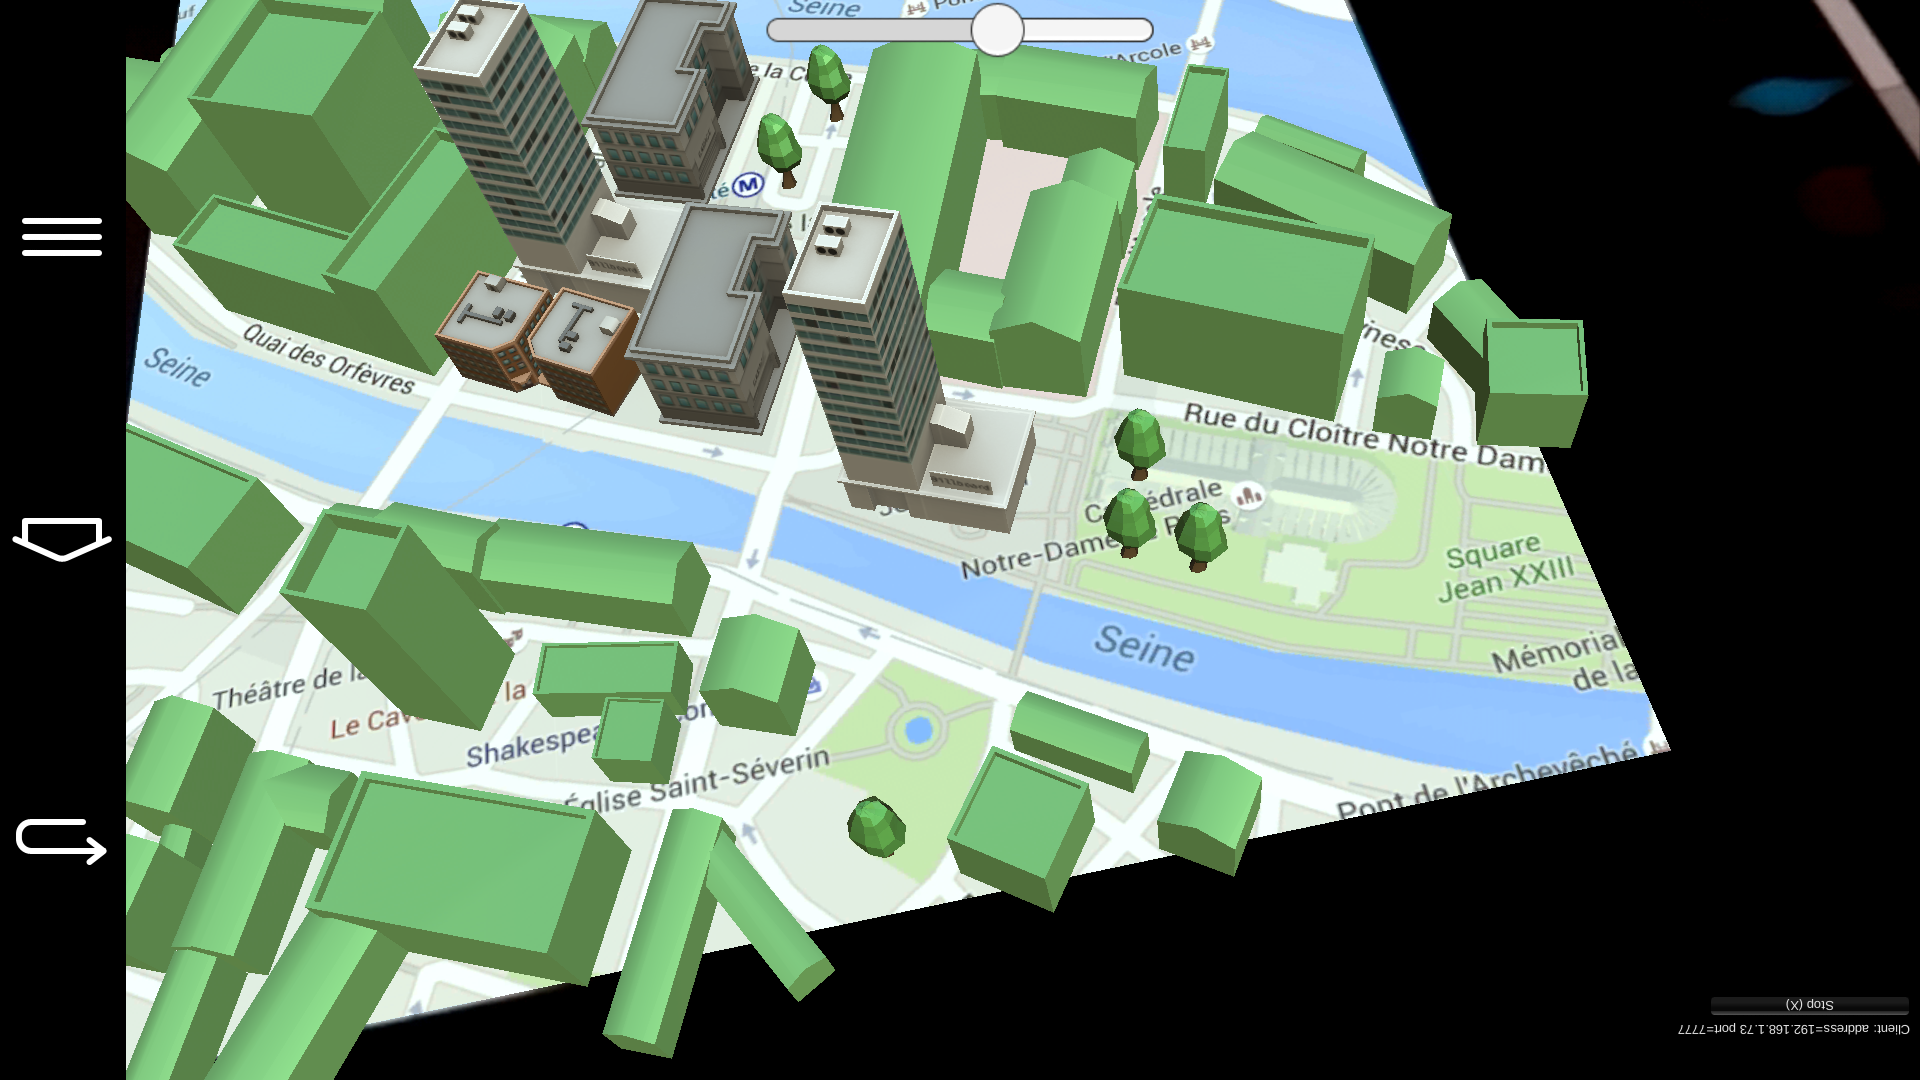 Seine
Arcole
de la C
M
Quai des Orfèvres
Seine
Rue du Cloître Notre Dam
Notre-Dame
Square
Jean XXIII
Seine
Mémorial
de la
Théâtre de la
Le Cav
la
Shakespea
Église Saint-Séverin
Pont de l'Archevêché
Stop (X)
Client: address=192.168.1.73 port=7777